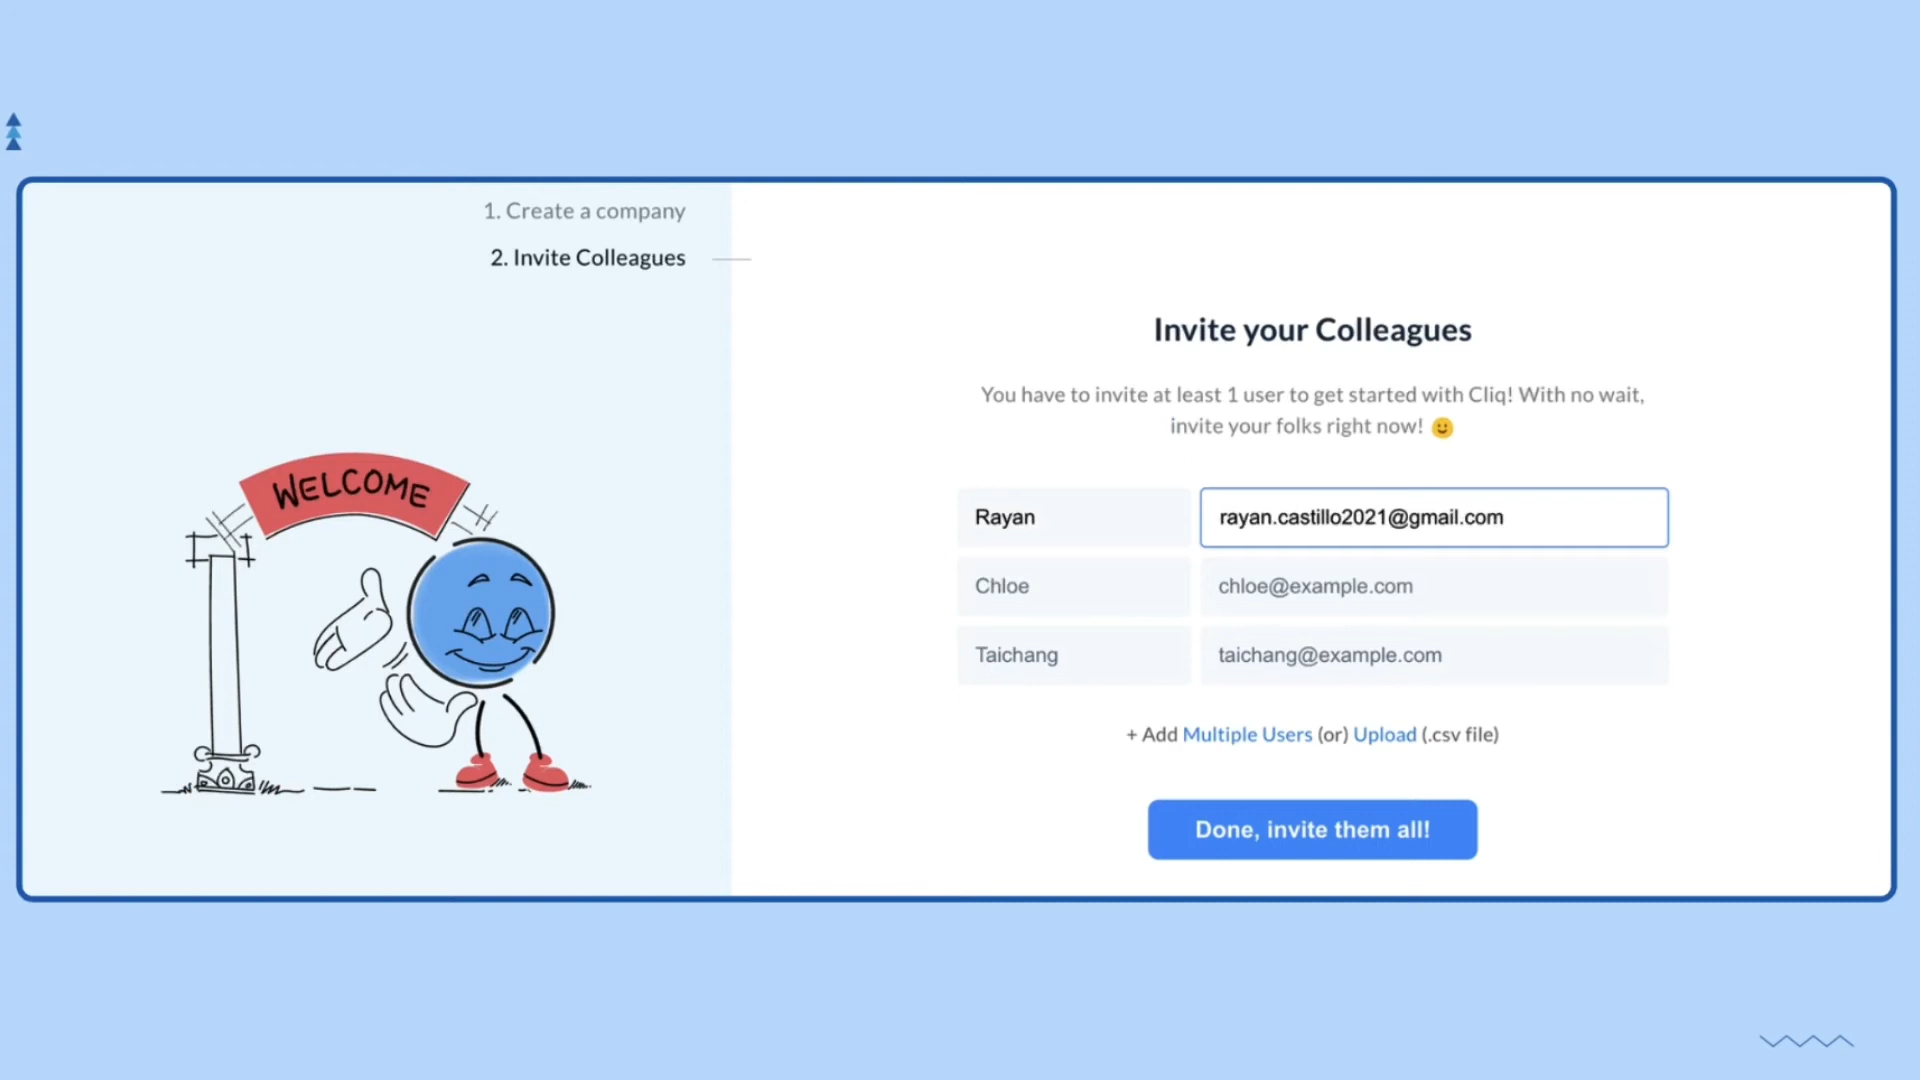 1. Create a company
2. Invite Colleagues
WELCOME
Invite your Colleagues
You have to invite at least 1 user to get started with Cliq! With no wait,
invite your folks right now! 🙂
Rayan rayan.castillo2021@gmail.com
Chloe chloe@example.com
Taichang taichang@example.com
+ Add Multiple Users (or) Upload (.csv file)
Done, invite them all!